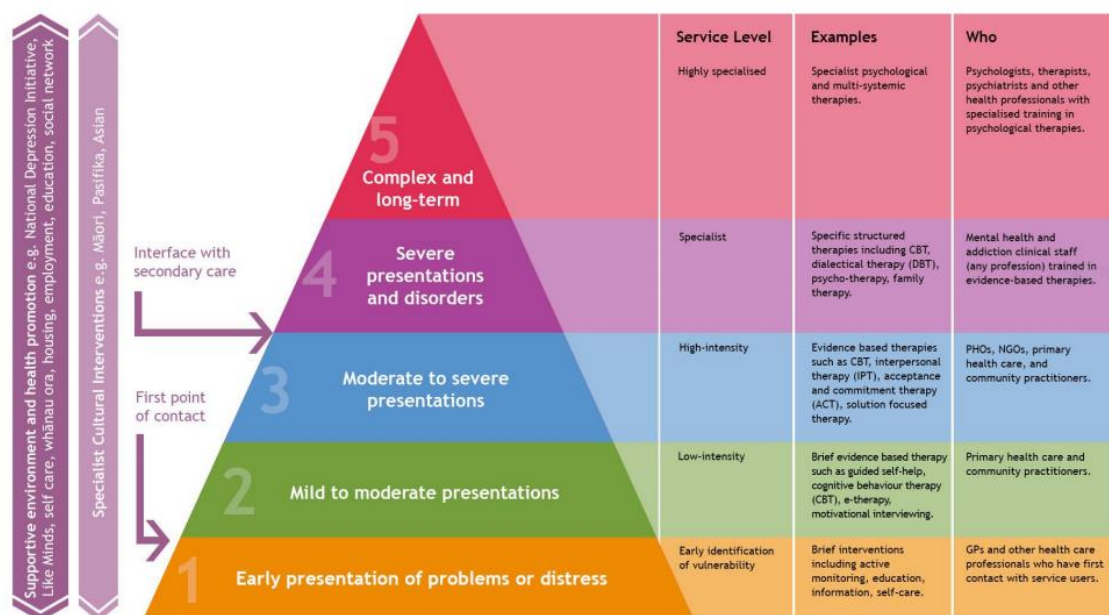 Supportive environment and health promotion e.g. National Depression Initiative,
Like Minds, self care, whānau ora, housing, employment, education, social network
Specialist Cultural Interventions e.g. Māori, Pasifika, Asian
Interface with
secondary care
First point
of contact
Service Level
Examples
Who
5
Complex and
long-term
Highly specialised
Specialist psychological
and multi-systemic
therapies.
Psychologists, therapists,
psychiatrists and other
health professionals with
specialised training in
psychological therapies.
4
Severe
presentations
and disorders
Specialist
Specific structured
therapies including CBT,
dialectical therapy (DBT),
psycho-therapy, family
therapy.
Mental health and
addiction clinical staff
(any profession) trained in
evidence-based therapies.
3
Moderate to severe
presentations
High-intensity
Evidence based therapies
such as CBT, interpersonal
therapy (IPT), acceptance
and commitment therapy
(ACT), solution focused
therapy.
PHOs, NGOs, primary
health care, and
community practitioners.
2
Mild to moderate presentations
Low-intensity
Brief evidence based therapy
such as guided self-help,
cognitive behaviour therapy
(CBT), e-therapy,
motivational interviewing.
Primary health care and
community practitioners.
1
Early presentation of problems or distress
Early identification
of vulnerability
Brief interventions
including active
monitoring, education,
information, self-care.
GPs and other health care
professionals who have first
contact with service users.